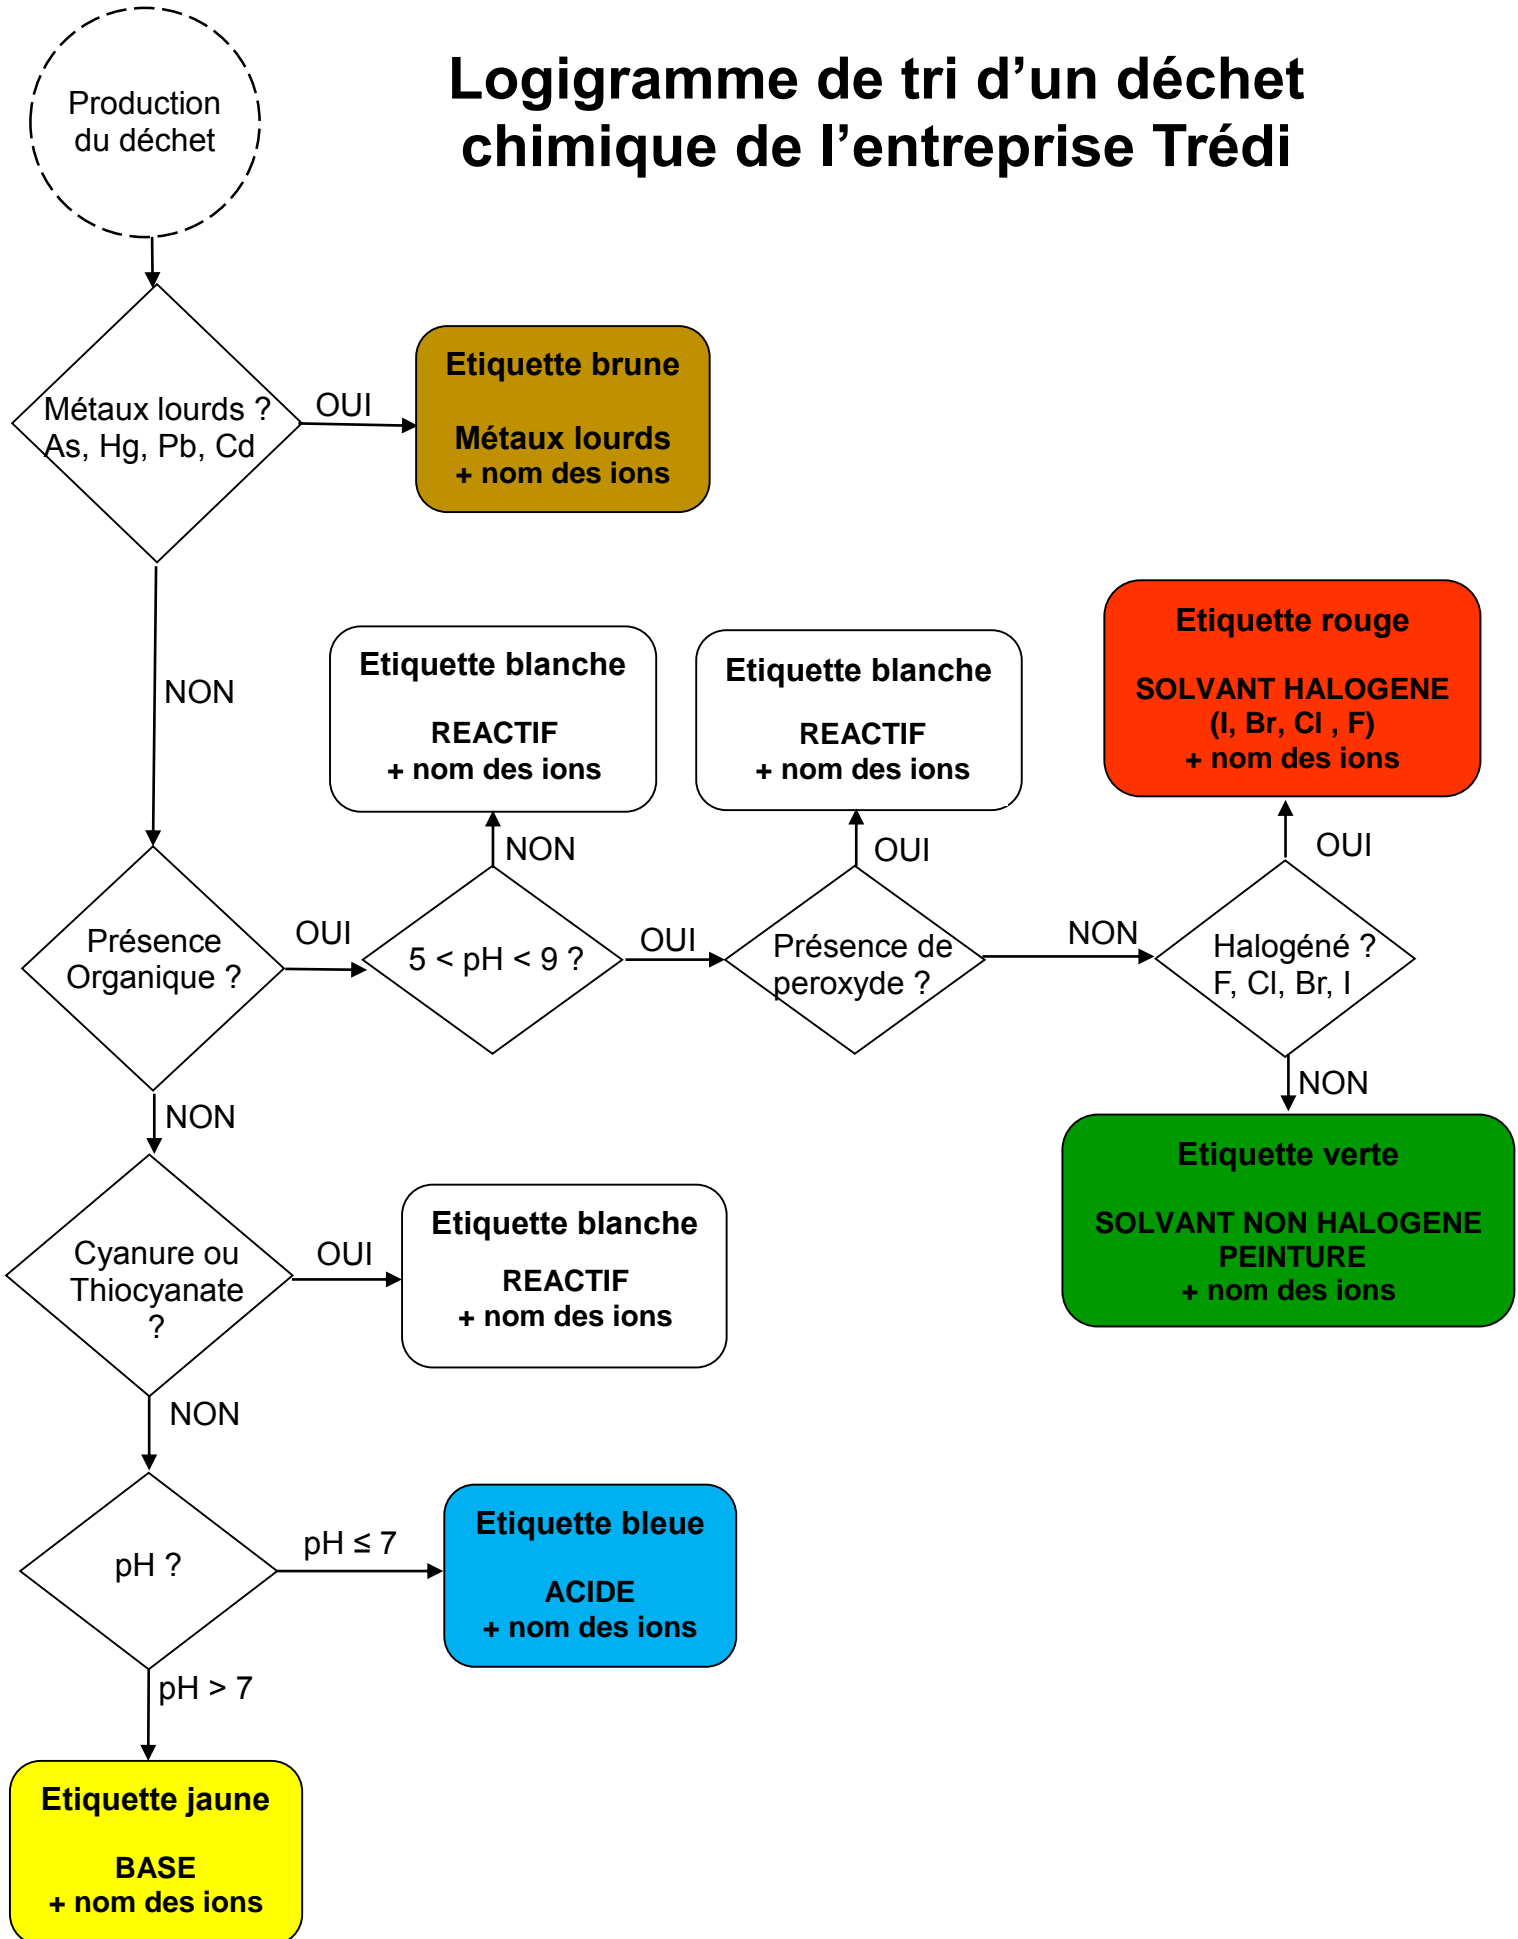 Logigramme de tri d’un déchet
chimique de l’entreprise Trédi
Production
du déchet
Métaux lourds ?
As, Hg, Pb, Cd
OUI
Etiquette brune
Métaux lourds
+ nom des ions
NON
Etiquette blanche
REACTIF
+ nom des ions
Etiquette blanche
REACTIF
+ nom des ions
Etiquette rouge
SOLVANT HALOGENE
(I, Br, Cl , F)
+ nom des ions
NON
OUI
OUI
Présence
Organique ?
OUI
5 < pH < 9 ?
OUI
Présence de
peroxyde ?
NON
Halogéné ?
F, Cl, Br, I
NON
NON
Etiquette verte
SOLVANT NON HALOGENE
PEINTURE
+ nom des ions
Cyanure ou
Thiocyanate
?
OUI
Etiquette blanche
REACTIF
+ nom des ions
NON
pH ?
pH ≤ 7
Etiquette bleue
ACIDE
+ nom des ions
pH > 7
Etiquette jaune
BASE
+ nom des ions